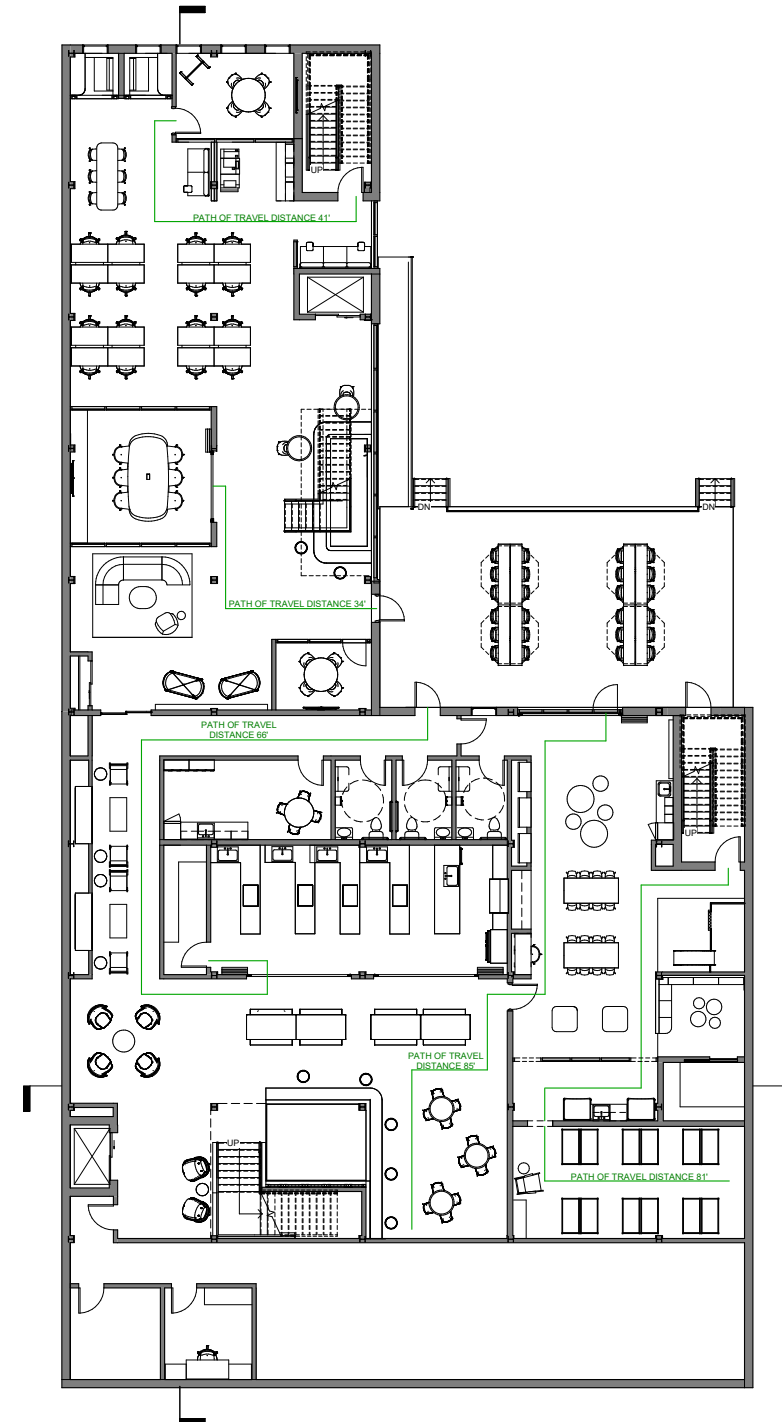 UP
PATH OF TRAVEL DISTANCE 41'
DN
DN
PATH OF TRAVEL DISTANCE 34'
PATH OF TRAVEL
DISTANCE 66'
UP
PATH OF TRAVEL
DISTANCE 85'
UP
PATH OF TRAVEL DISTANCE 81'